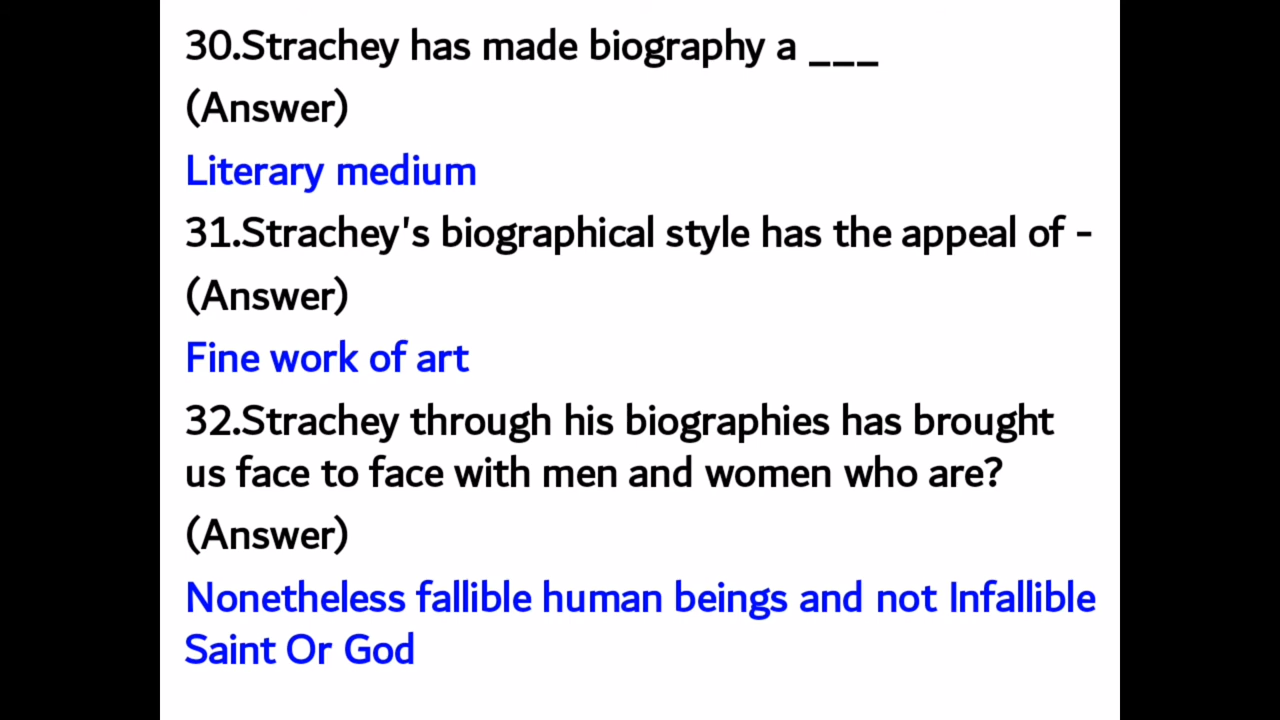 30.Strachey has made biography a ___
(Answer)
Literary medium
31.Strachey's biographical style has the appeal of -
(Answer)
Fine work of art
32.Strachey through his biographies has brought
us face to face with men and women who are?
(Answer)
Nonetheless fallible human beings and not Infallible
Saint Or God